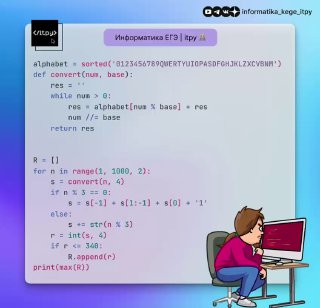 informatika_kege_itpy
</itpy>
Информатика ЕГЭ | itpy
alphabet = sorted('0123456789QWERTYUIOPASDFGHJKLZXCVBNM')
def convert(num, base):
    res = ''
    while num > 0:
        res = alphabet[num % base] + res
        num //= base
    return res
R = []
for n in range(1, 1000, 2):
    s = convert(n, 4)
    if n % 3 == 0:
        s = s[-1] + s[1:-1] + s[0] + '1'
    else:
        s += str(n % 3)
    r = int(s, 4)
    if r <= 340:
        R.append(r)
print(max(R))